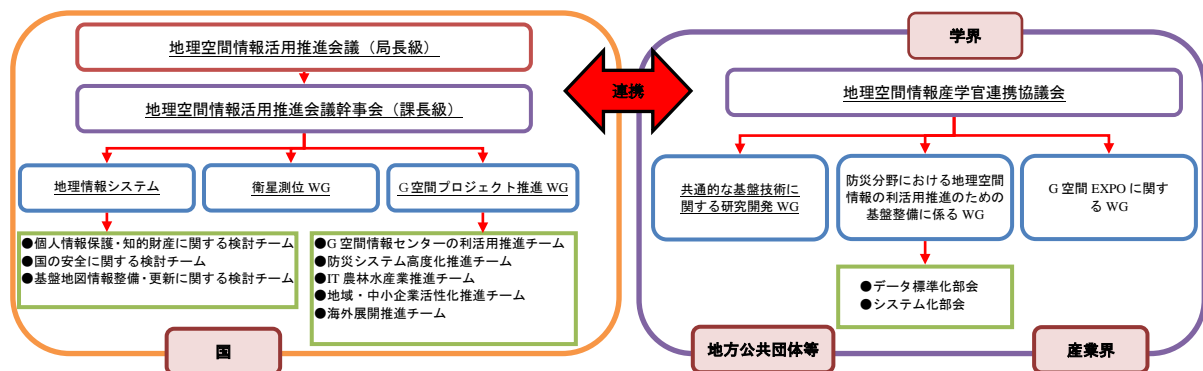 地理空間情報活用推進会議（局長級）
地理空間情報活用推進会議幹事会（課長級）
地理情報システム
衛星測位 WG
G 空間プロジェクト推進 WG
●個人情報保護・知的財産に関する検討チーム
●国の安全に関する検討チーム
●基盤地図情報整備・更新に関する検討チーム
●G 空間情報センターの利活用推進チーム
●防災システム高度化推進チーム
●IT 農林水産業推進チーム
●地域・中小企業活性化推進チーム
●海外展開推進チーム
国
連携
学界
地理空間情報産学官連携協議会
共通的な基盤技術に
関する研究開発 WG
防災分野における地理空間
情報の利活用推進のための
基盤整備に係る WG
G 空間 EXPO に関す
る WG
●データ標準化部会
●システム化部会
地方公共団体等
産業界